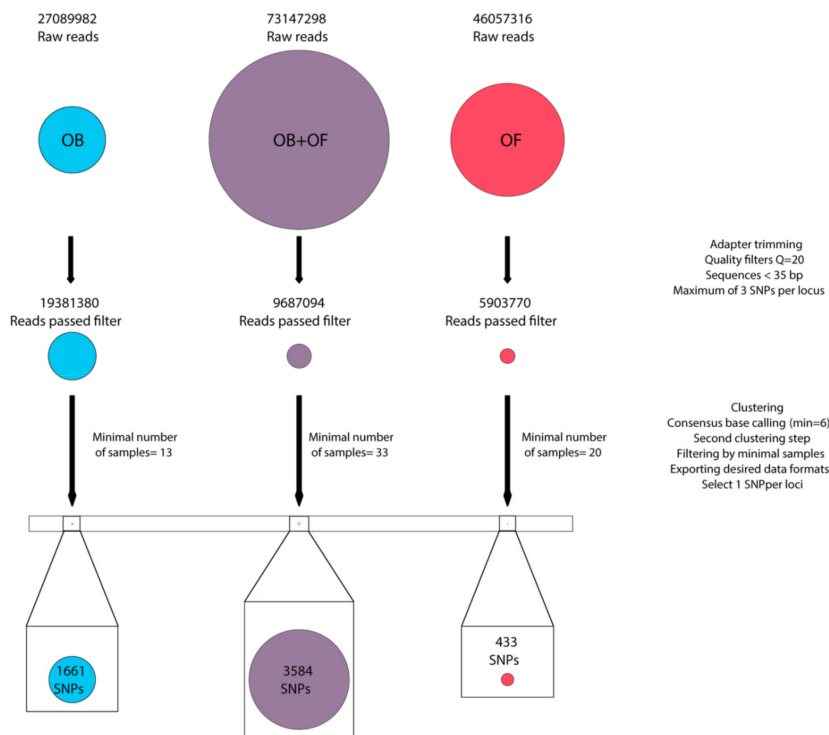 27089982
Raw reads
73147298
Raw reads
46057316
Raw reads
OB
OB+OF
OF
Adapter trimming
Quality filters Q=20
Sequences < 35 bp
Maximum of 3 SNPs per locus
19381380
Reads passed filter
9687094
Reads passed filter
5903770
Reads passed filter
Minimal number
of samples= 13
Minimal number
of samples= 33
Minimal number
of samples= 20
Clustering
Consensus base calling (min=6)
Second clustering step
Filtering by minimal samples
Exporting desired data formats
Select 1 SNPper loci
1661
SNPs
3584
SNPs
433
SNPs